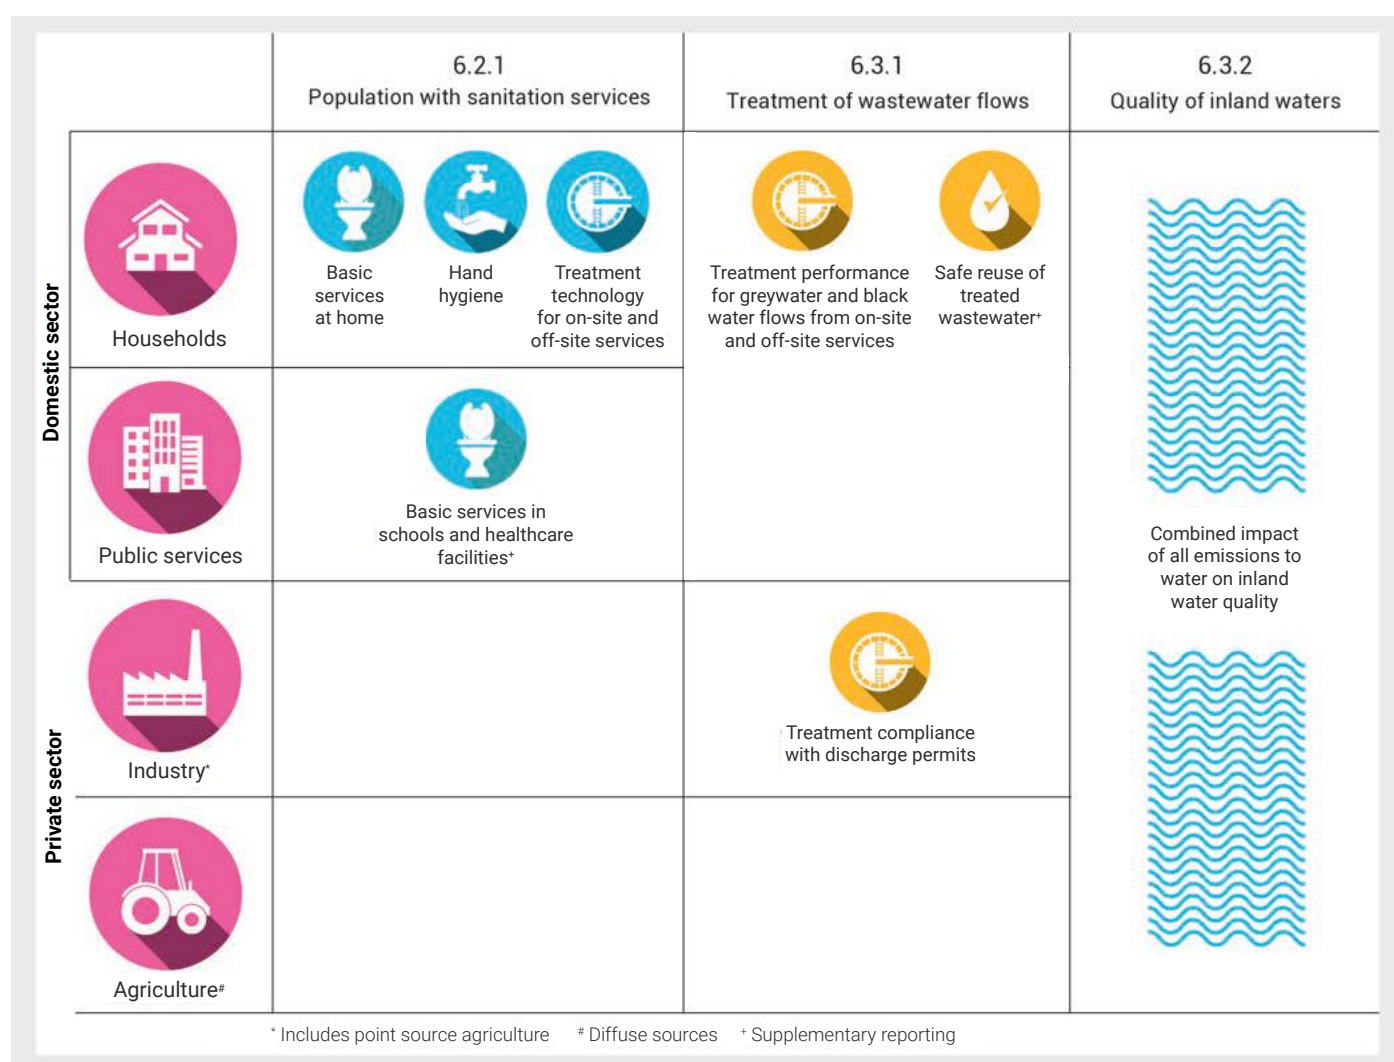 6.2.1
Population with sanitation services
6.3.1
Treatment of wastewater flows
6.3.2
Quality of inland waters
Domestic sector
Households
Basic
services
at home
Hand
hygiene
Treatment
technology
for on-site and
off-site services
Treatment performance
for greywater and black
water flows from on-site
and off-site services
Safe reuse of
treated
wastewater+
Public services
Basic services in
schools and healthcare
facilities+
Combined impact
of all emissions to
water on inland
water quality
Private sector
Industry*
Treatment compliance
with discharge permits
Agriculture#
* Includes point source agriculture # Diffuse sources + Supplementary reporting